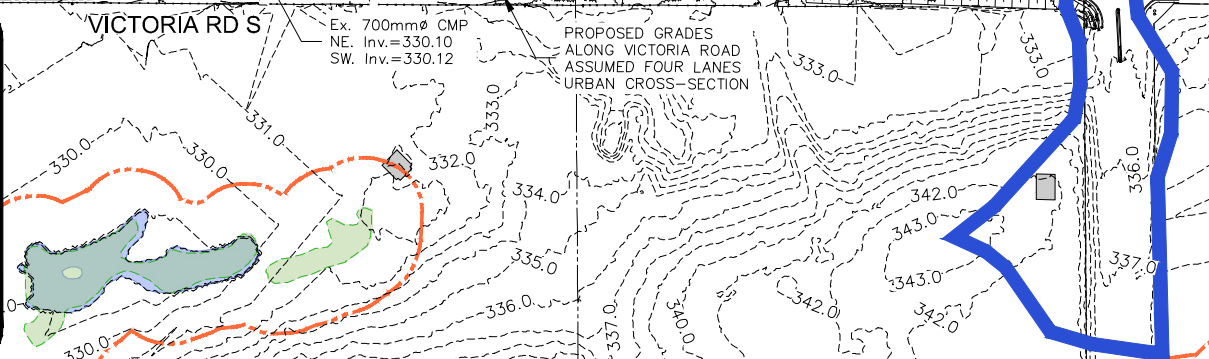 VICTORIA RD S
Ex. 700mmø CMP
NE. Inv.=330.10
SW. Inv.=330.12
PROPOSED GRADES
ALONG VICTORIA ROAD
ASSUMED FOUR LANES
URBAN CROSS-SECTION
333.0
333.0
333.0
331.0
330.0
330.0
332.0
334.0
335.0
336.0
337.0
340.0
342.0
343.0
343.0
342.0
342.0
336.0
337.0
330.0